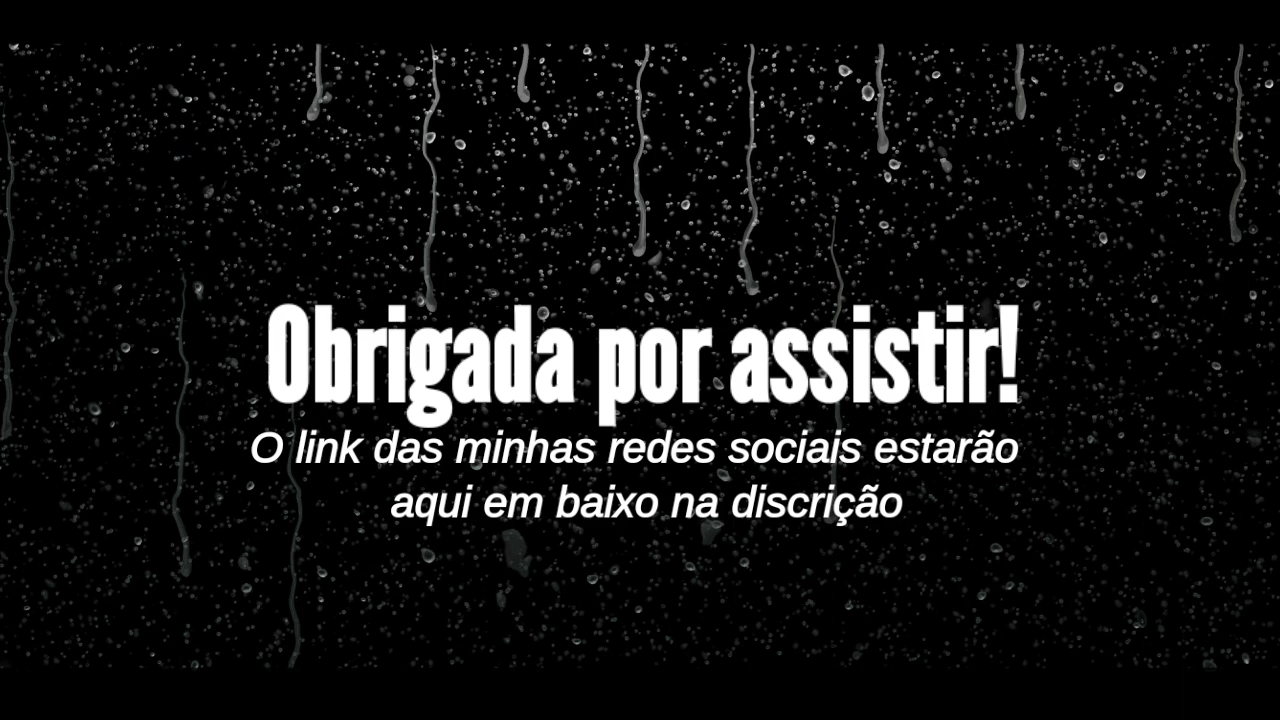 Obrigada por assistir!
O link das minhas redes sociais estarão
aqui em baixo na discrição